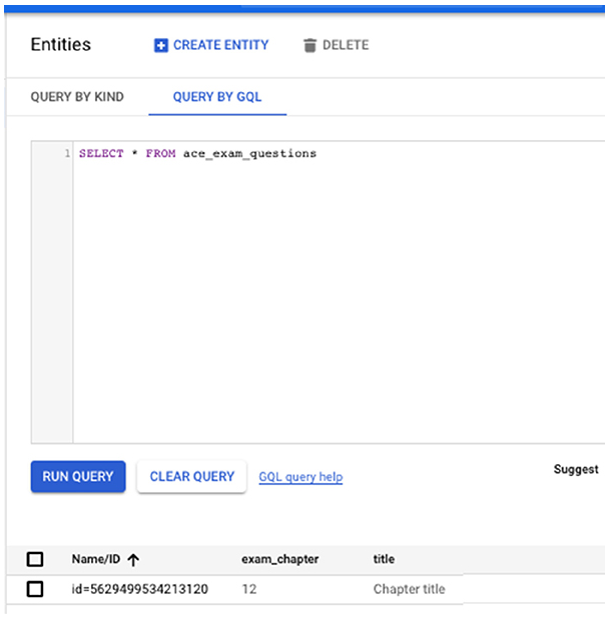 Entities CREATE ENTITY DELETE
QUERY BY KIND QUERY BY GQL
1 SELECT * FROM ace_exam_questions
RUN QUERY CLEAR QUERY GQL query help Suggest
Name/ID ↑ exam_chapter title
id=5629499534213120 12 Chapter title